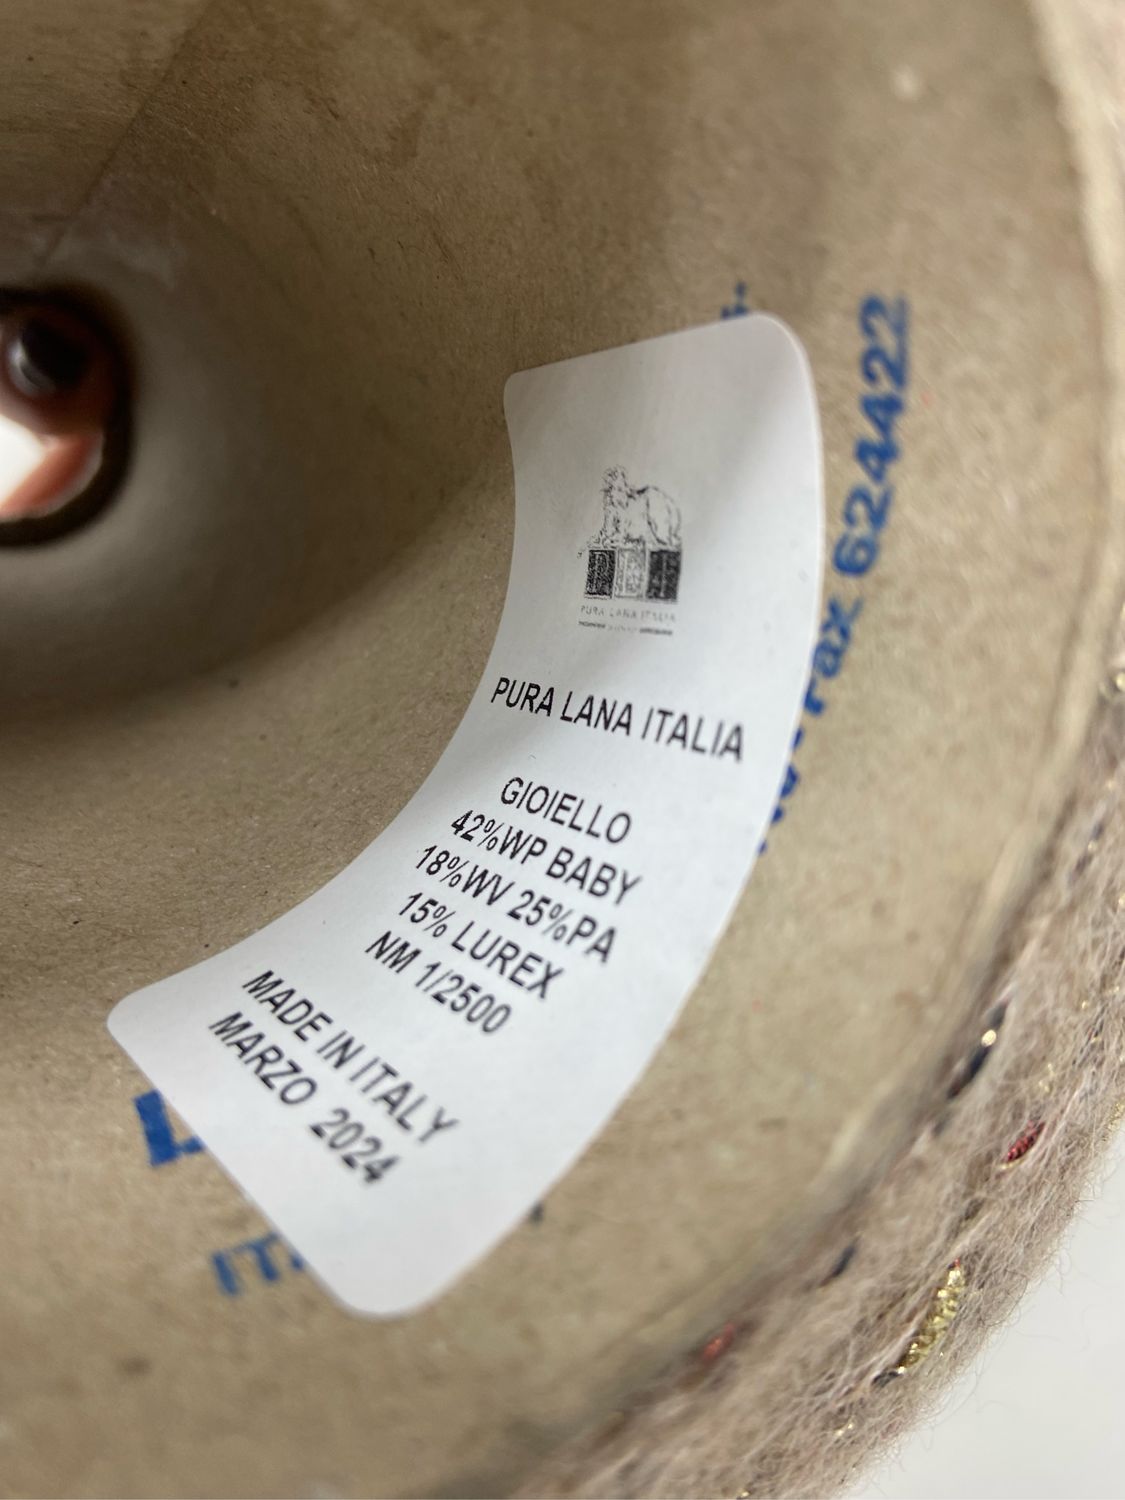 PURA LANA ITALIA
PURA LANA ITALIA
GIOIELLO
42%WP BABY
18%WV 25%PA
15% LUREX
NM 1/2500
MADE IN ITALY
MARZO 2024
Fax 624422